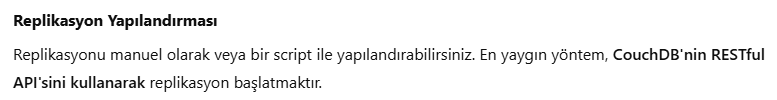 Replikasyon Yapılandırması
Replikasyonu manuel olarak veya bir script ile yapılandırabilirsiniz. En yaygın yöntem, CouchDB'nin RESTful
API'sini kullanarak replikasyon başlatmaktır.